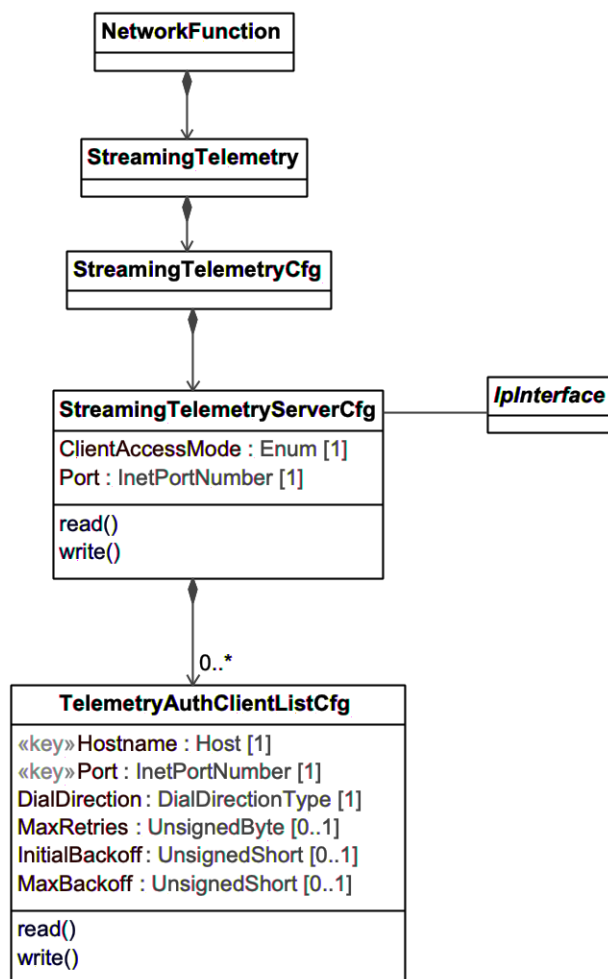 NetworkFunction
StreamingTelemetry
StreamingTelemetryCfg
StreamingTelemetryServerCfg
ClientAccessMode : Enum [1]
Port : InetPortNumber [1]
read()
write()
IpInterface
0..*
TelemetryAuthClientListCfg
«key»Hostname : Host [1]
«key»Port : InetPortNumber [1]
DialDirection : DialDirectionType [1]
MaxRetries : UnsignedByte [0..1]
InitialBackoff : UnsignedShort [0..1]
MaxBackoff : UnsignedShort [0..1]
read()
write()